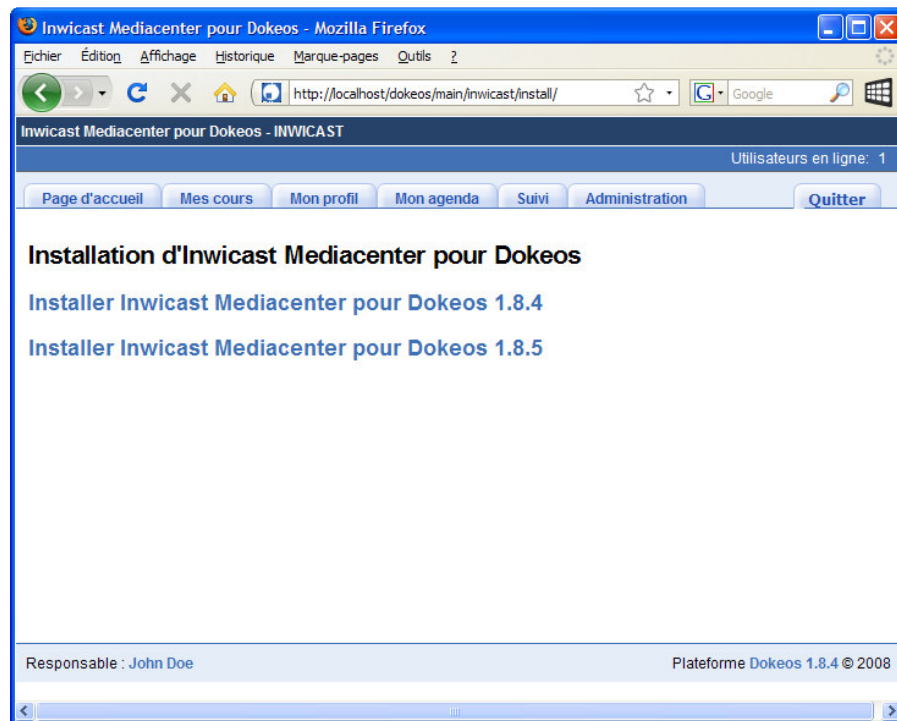 Inwicast Mediacenter pour Dokeos - Mozilla Firefox
Fichier Édition Affichage Historique Marque-pages Outils ?
http://localhost/dokeos/main/inwicast/install/ G Google
Inwicast Mediacenter pour Dokeos - INWICAST
Utilisateurs en ligne: 1
Page d'accueil Mes cours Mon profil Mon agenda Suivi Administration Quitter
Installation d'Inwicast Mediacenter pour Dokeos
Installer Inwicast Mediacenter pour Dokeos 1.8.4
Installer Inwicast Mediacenter pour Dokeos 1.8.5
Responsable : John Doe Plateforme Dokeos 1.8.4 © 2008